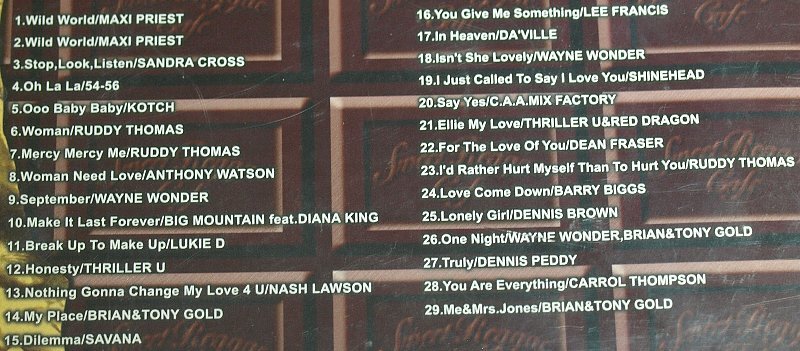 1.Wild World/MAXI PRIEST
2.Wild World/MAXI PRIEST
3.Stop,Look,Listen/SANDRA CROSS
4.Oh La La/54-56
5.Ooo Baby Baby/KOTCH
6.Woman/RUDDY THOMAS
7.Mercy Mercy Me/RUDDY THOMAS
8.Woman Need Love/ANTHONY WATSON
9.September/WAYNE WONDER
10.Make It Last Forever/BIG MOUNTAIN feat.DIANA KING
11.Break Up To Make Up/LUKIE D
12.Honesty/THRILLER U
13.Nothing Gonna Change My Love 4 U/NASH LAWSON
14.My Place/BRIAN&TONY GOLD
15.Dilemma/SAVANA
16.You Give Me Something/LEE FRANCIS
17.In Heaven/DA'VILLE
18.Isn't She Lovely/WAYNE WONDER
19.I Just Called To Say I Love You/SHINEHEAD
20.Say Yes/C.A.A.MIX FACTORY
21.Ellie My Love/THRILLER U&RED DRAGON
22.For The Love Of You/DEAN FRASER
23.I'd Rather Hurt Myself Than To Hurt You/RUDDY THOMAS
24.Love Come Down/BARRY BIGGS
25.Lonely Girl/DENNIS BROWN
26.One Night/WAYNE WONDER,BRIAN&TONY GOLD
27.Truly/DENNIS PEDDY
28.You Are Everything/CARROL THOMPSON
29.Me&Mrs.Jones/BRIAN&TONY GOLD
Sweet Reggae